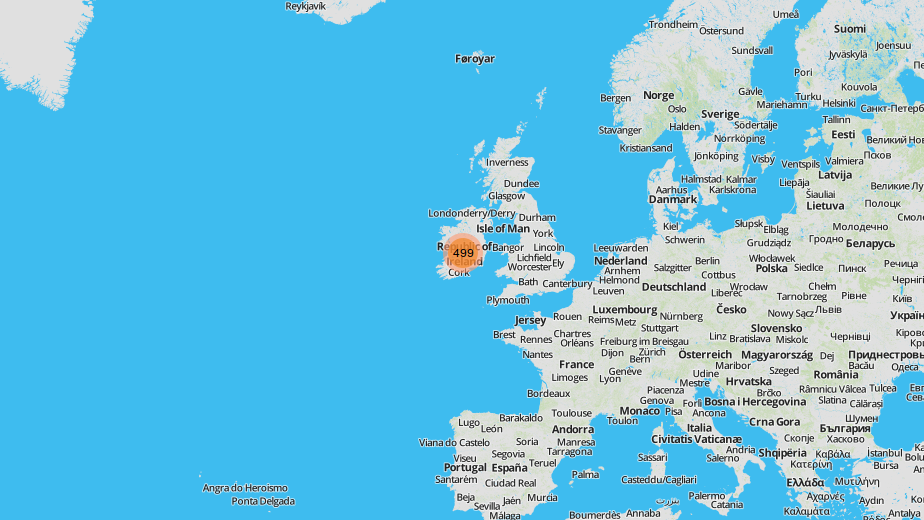 Reykjavík
Umeå
Trondheim
Östersund
Suomi
Joensuu
Sundsvall
Jyväskylä
Føroyar
Pori
Kouvola
Gävle
Bergen
Norge
Turku
Mariehamn
Helsinki
Санкт-Петерб
Oslo
Sverige
Tallinn
Stavanger
Halden
Södertälje
Eesti
Norrköping
Великий Нов
Kristiansand
Jönköping
Visby
Ventspils
Valmiera
Псков
Inverness
Latvija
Halmstad
Kalmar
Liepāja
Великие Лу
Dundee
Aarhus
Karlskrona
Šiauliai
Glasgow
Danmark
Lietuva
Полоцк
Londonderry/Derry
Durham
Смоле
Isle of Man
Kiel
Słupsk
Elbląg
Молодечно
York
Schwerin
Grudziądz
Гродно
Беларусь
Republic of
Ireland
499
Bangor
Lincoln
Leeuwarden
Nederland
Lichfield
Ely
Worcester
Salzgitter
Berlin
Włocławek
Polska
Siedlce
Пинск
Речица
Cork
Arnhem
Helmond
Cottbus
Bath
Canterbury
Leuven
Deutschland
Wrocław
Chełm
Чернігі
Liberec
Tarnobrzeg
Рівне
Київ
Plymouth
Luxembourg
Česko
Nowy Sącz
Львів
Jersey
Rouen
Reims
Metz
Nürnberg
Україн
Brest
Rennes
Chartres
Stuttgart
Slovensko
Orléans
Freiburg im Breisgau
Linz
Bratislava
Miskolc
Чернівці
Кірово
Nantes
Dijon
Zürich
Bern
Österreich
Magyarország
Dej
Приднестровь
France
Maribor
Bacău
Одеса
Limoges
Lyon
Genève
Udine
Szeged
România
Bordeaux
Piacenza
Mestre
Hrvatska
Brčko
Râmnicu Vâlcea
Tulcea
Genova
Forlì
Bosna i Hercegovina
Slatina
Călărași
Toulouse
Monaco
Pisa
Ancona
Lugo
Barakaldo
Toulon
Crna Gora
Шумен
León
Andorra
Italia
България
Viana do Castelo
Soria
Manresa
Civitatis Vaticanæ
Скопје
Хасково
Viseu
Segovia
Tarragona
Andria
Shqipëria
Кавала
Istanbul
Portugal
España
Teruel
Sassari
Salerno
Κατερίνη
Bursa
Santarém
Ciudad Real
Palma
Casteddu/Cagliari
Ελλάδα
Μυτιλήνη
Angra do Heroísmo
Beja
Jaén
Murcia
Palermo
Αχαρνές
Aydın
Ponta Delgada
Sevilla
Catania
Málaga
Boumerdès
Annaba
بنزرت
Καλαμάτα
Antalya